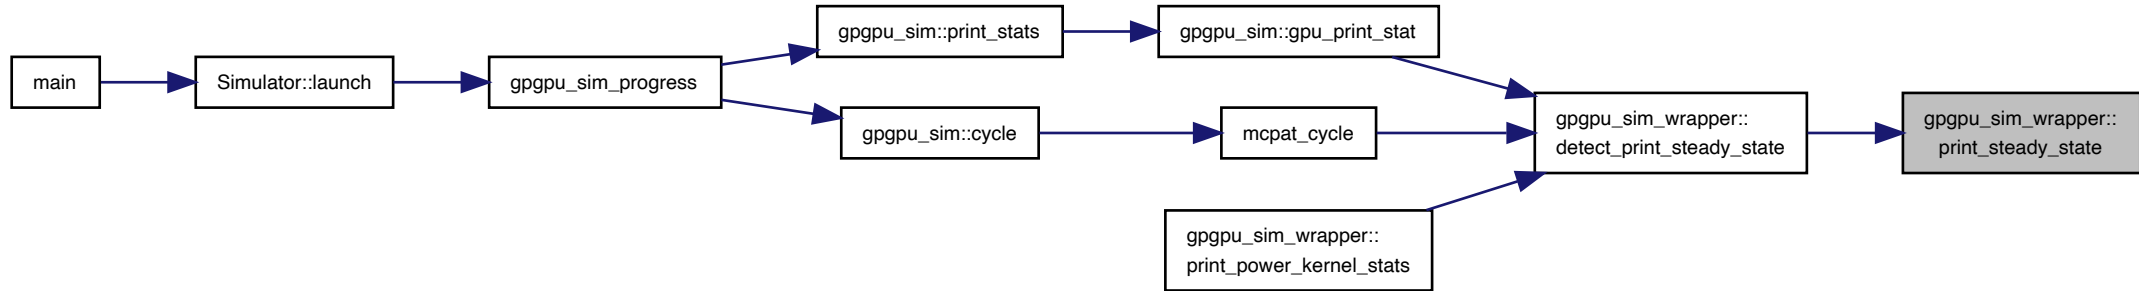 main
Simulator::launch
gpgpu_sim_progress
gpgpu_sim::print_stats
gpgpu_sim::gpu_print_stat
gpgpu_sim::cycle
mcpat_cycle
gpgpu_sim_wrapper::
print_power_kernel_stats
gpgpu_sim_wrapper::
detect_print_steady_state
gpgpu_sim_wrapper::
print_steady_state